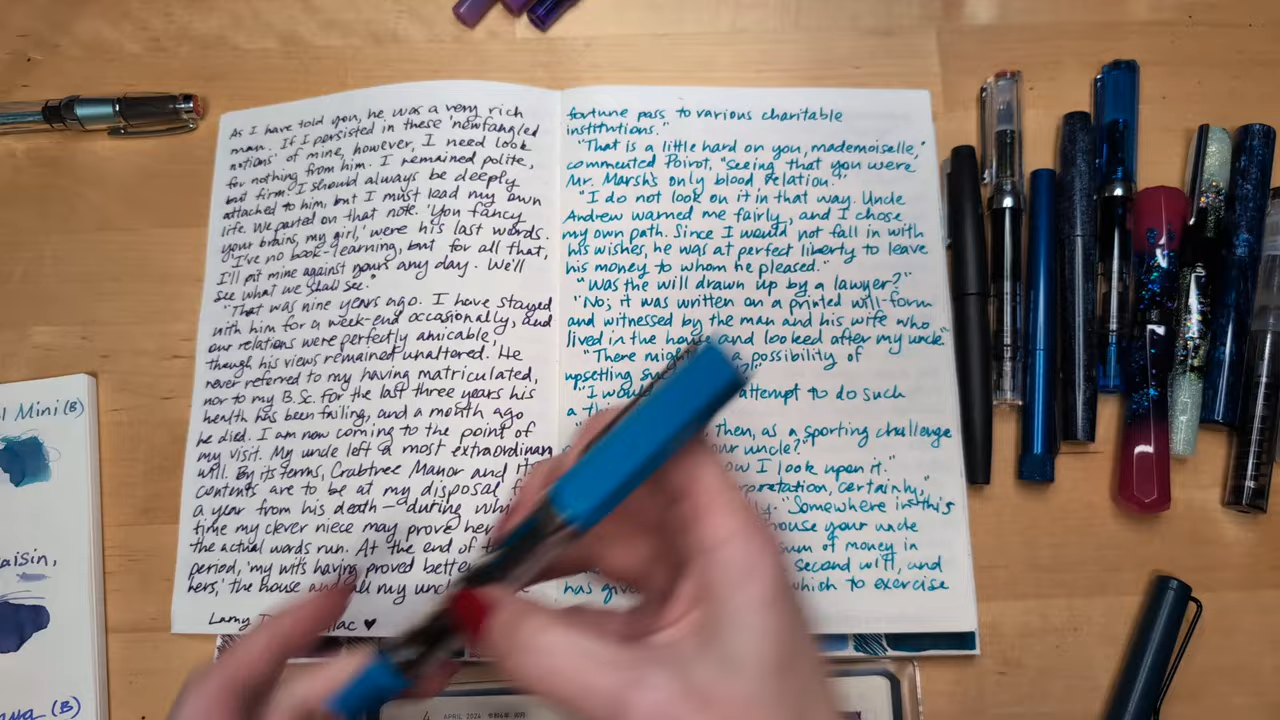 As I have told you, he was a very rich
man. If I persisted in these 'newfangled
notions' of mine, however, I need look
for nothing from him. I remained polite,
but firm. I should always be deeply
attached to him, but I must lead my own
life. We parted on that note. 'You fancy
your brains, my girl,' were his last words.
'I've no book-learning, but for all that,
I'll pit mine against yours any day. We'll
see what we shall see.'
"That was nine years ago. I have stayed
with him for a week-end occasionally, and
our relations were perfectly amicable,
though his views remained unaltered. He
never referred to my having matriculated,
nor to my B.Sc. For the last three years his
health has been failing, and a month ago
he died. I am now coming to the point of
my visit. My uncle left a most extraordinary
will. By its terms, Crabtree Manor and its
contents are to be at my disposal
a year from his death — during
time my clever niece may prove her
the actual words run. At the end of
period, 'my wits having proved better
hers,' the house and all my
Lamy
fortune pass to various charitable
institutions."
"That is a little hard on you, mademoiselle,"
commented Poirot, "seeing that you were
Mr. Marsh's only blood relation."
"I do not look on it in that way. Uncle
Andrew warned me fairly, and I chose
my own path. Since I would not fall in with
his wishes, he was at perfect liberty to leave
his money to whom he pleased."
"Was the will drawn up by a lawyer?"
"No; it was written on a printed will-form
and witnessed by the man and his wife who
lived in the house and looked after my uncle."
"There might a possibility of
upsetting
"I attempt to do such
a
then, as a sporting challenge
uncle?"
I look upon it."
certainly,"
"Somewhere in this
house your uncle
sum of money in
second will, and
has which to exercise
Mini (B)
(B)
APRIL 2024